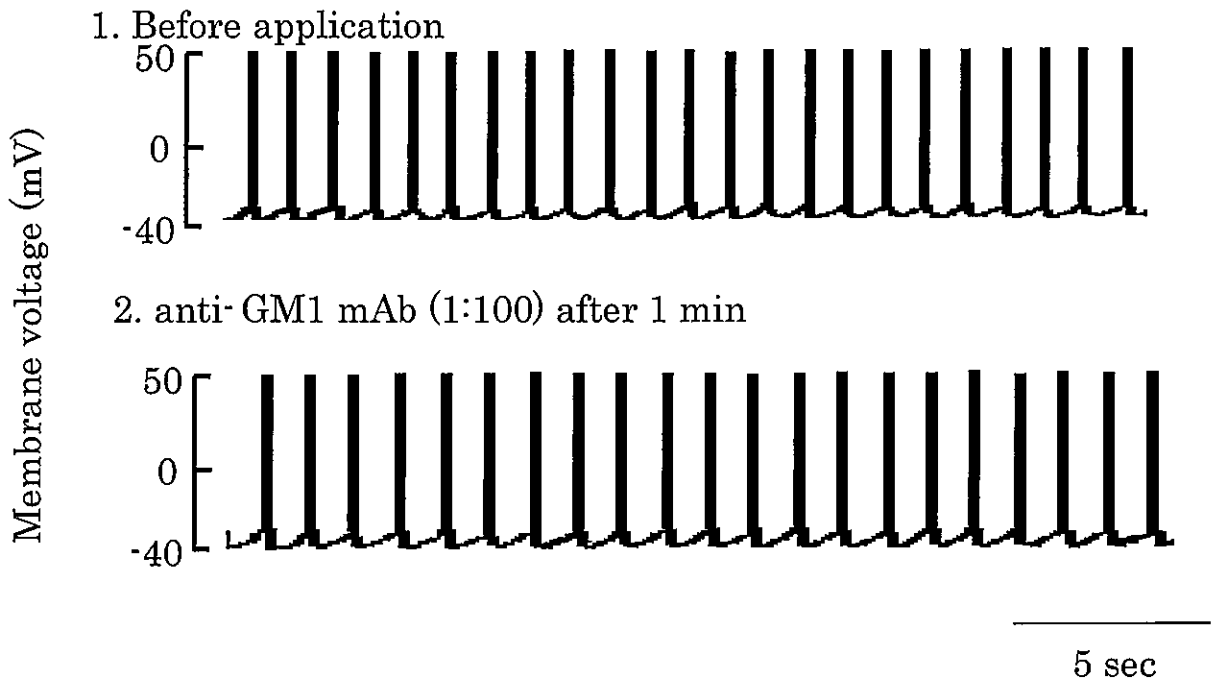 1. Before application
50
0
-40
Membrane voltage (mV)
2. anti- GM1 mAb (1:100) after 1 min
50
0
-40
5 sec